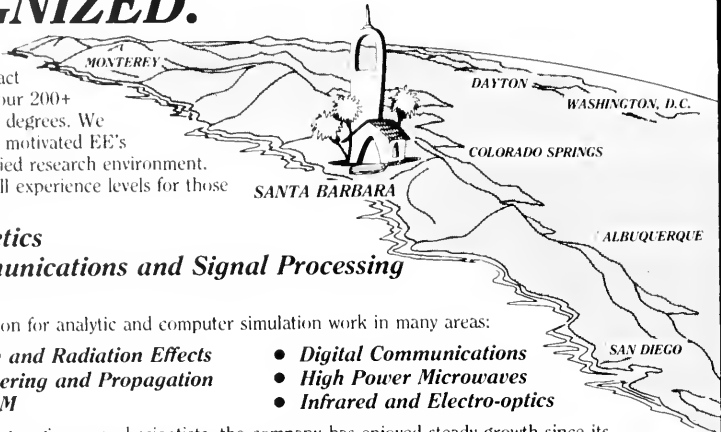 GNIZED.
MONTEREY
DAYTON
WASHINGTON, D.C.
COLORADO SPRINGS
SANTA BARBARA
ALBUQUERQUE
SAN DIEGO
act
our 200+
degrees. We
motivated EE's
ied research environment.
ll experience levels for those
etics
unications and Signal Processing
on for analytic and computer simulation work in many areas:
and Radiation Effects
ering and Propagation
M
● Digital Communications
● High Power Microwaves
● Infrared and Electro-optics
the company has enjoyed steady growth since its